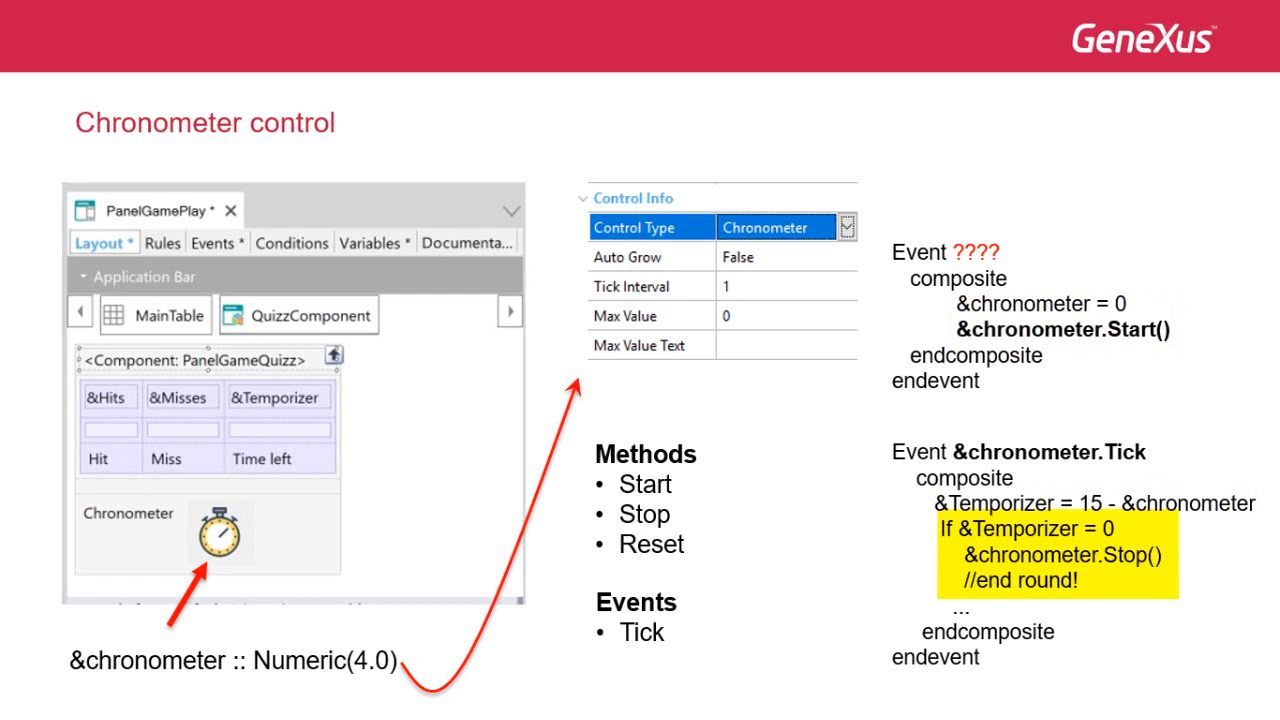 GeneXus™
Chronometer control
PanelGamePlay *
Layout * Rules Events * Conditions Variables * Documenta...
Application Bar
MainTable QuizzComponent
<Component: PanelGameQuizz>
&Hits &Misses &Temporizer
Hit Miss Time left
Chronometer
&chronometer :: Numeric(4.0)
Control Info
Control Type Chronometer
Auto Grow False
Tick Interval 1
Max Value 0
Max Value Text
Methods
• Start
• Stop
• Reset
Events
• Tick
Event ????
composite
&chronometer = 0
&chronometer.Start()
endcomposite
endevent
Event &chronometer.Tick
composite
&Temporizer = 15 - &chronometer
If &Temporizer = 0
&chronometer.Stop()
//end round!
...
endcomposite
endevent